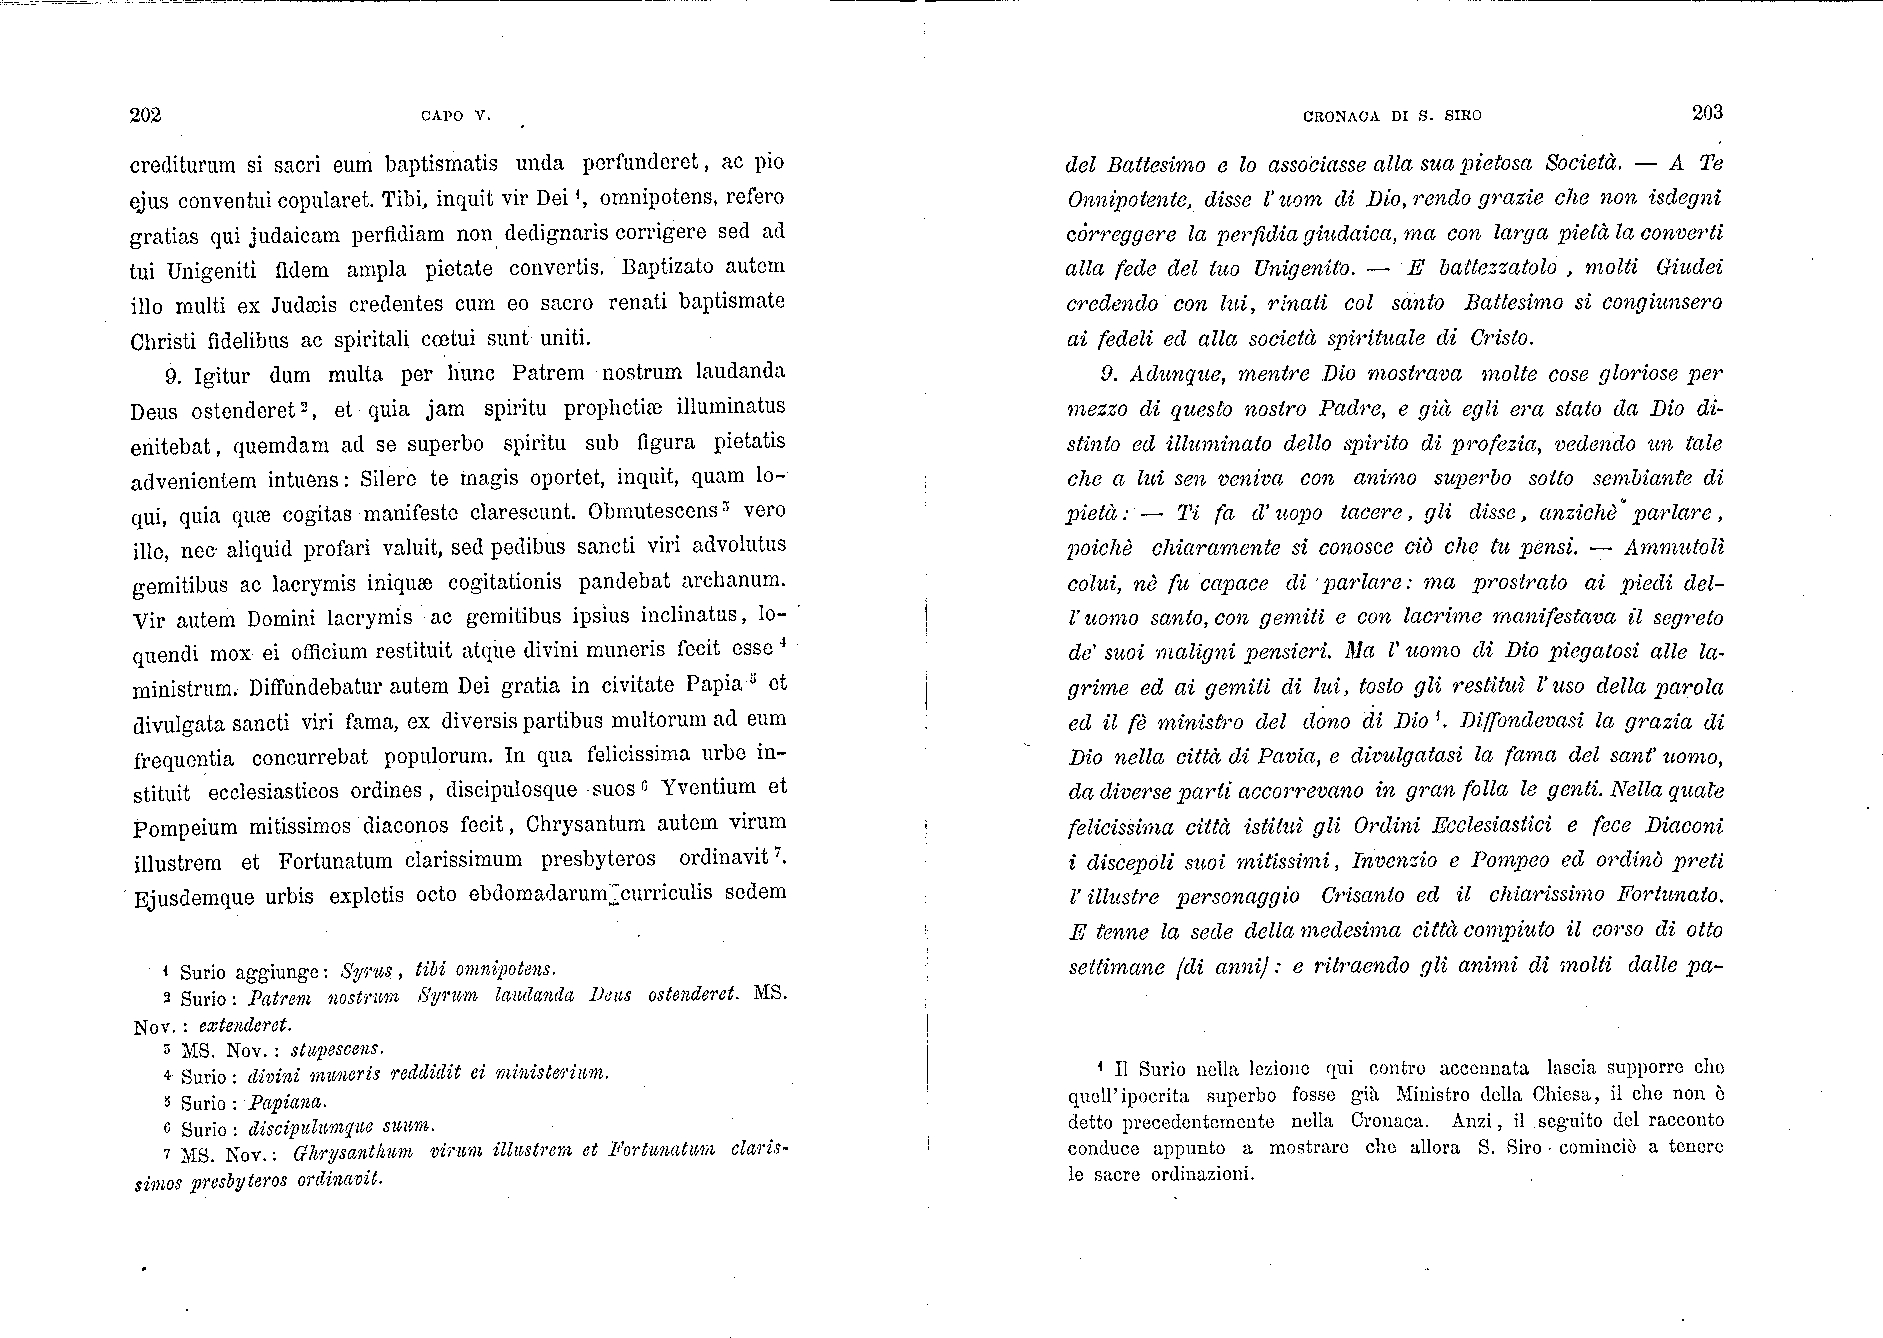 202 CAPO V.
crediturum si sacri eum baptismatis unda perfunderet, ac pio
ejus conventui copularet. Tibi, inquit vir Dei ¹, omnipotens, refero
gratias qui judaicam perfidiam non dedignaris corrigere sed ad
tui Unigeniti fidem ampla pietate convertis. Baptizato autem
illo multi ex Judæis credentes cum eo sacro renati baptismate
Christi fidelibus ac spiritali cœtui sunt uniti.
9. Igitur dum multa per hunc Patrem nostrum laudanda
Deus ostenderet ², et quia jam spiritu prophetiæ illuminatus
enitebat, quemdam ad se superbo spiritu sub figura pietatis
advenientem intuens: Silere te magis oportet, inquit, quam lo-
qui, quia quæ cogitas manifeste clarescunt. Obmutescens ³ vero
ille, nec aliquid profari valuit, sed pedibus sancti viri advolutus
gemitibus ac lacrymis iniquæ cogitationis pandebat archanum.
Vir autem Domini lacrymis ac gemitibus ipsius inclinatus, lo-
quendi mox ei officium restituit atque divini muneris fecit esse ⁴
ministrum. Diffundebatur autem Dei gratia in civitate Papia ⁵ et
divulgata sancti viri fama, ex diversis partibus multorum ad eum
frequentia concurrebat populorum. In qua felicissima urbe in-
stituit ecclesiasticos ordines, discipulosque suos ⁶ Yventium et
Pompeium mitissimos diaconos fecit, Chrysantum autem virum
illustrem et Fortunatum clarissimum presbyteros ordinavit ⁷.
Ejusdemque urbis expletis octo ebdomadarum curriculis sedem
¹ Surio aggiunge: Syrus, tibi omnipotens.
² Surio: Patrem nostrum Syrum laudanda Deus ostenderet. MS.
Nov.: extenderet.
³ MS. Nov.: stupescens.
⁴ Surio: divini muneris reddidit ei ministerium.
⁵ Surio: Papiana.
⁶ Surio: discipulumque suum.
⁷ MS. Nov.: Ghrysanthum virum illustrem et Fortunatum claris-
simos presbyteros ordinavit.
CRONACA DI S. SIRO 203
del Battesimo e lo associasse alla sua pietosa Società. — A Te
Onnipotente, disse l'uom di Dio, rendo grazie che non isdegni
correggere la perfidia giudaica, ma con larga pietà la converti
alla fede del tuo Unigenito. — E battezzatolo, molti Giudei
credendo con lui, rinati col santo Battesimo si congiunsero
ai fedeli ed alla società spirituale di Cristo.
9. Adunque, mentre Dio mostrava molte cose gloriose per
mezzo di questo nostro Padre, e già egli era stato da Dio di-
stinto ed illuminato dello spirito di profezia, vedendo un tale
che a lui sen veniva con animo superbo sotto sembiante di
pietà: — Ti fa d'uopo tacere, gli disse, anzichè parlare,
poichè chiaramente si conosce ciò che tu pensi. — Ammutolì
colui, nè fu capace di parlare: ma prostrato ai piedi del-
l'uomo santo, con gemiti e con lacrime manifestava il segreto
de' suoi maligni pensieri. Ma l'uomo di Dio piegatosi alle la-
grime ed ai gemiti di lui, tosto gli restituì l'uso della parola
ed il fè ministro del dono di Dio ¹. Diffondevasi la grazia di
Dio nella città di Pavia, e divulgatasi la fama del sant'uomo,
da diverse parti accorrevano in gran folla le genti. Nella quale
felicissima città istituì gli Ordini Ecclesiastici e fece Diaconi
i discepoli suoi mitissimi, Invenzio e Pompeo ed ordinò preti
l'illustre personaggio Crisanto ed il chiarissimo Fortunato.
E tenne la sede della medesima città compiuto il corso di otto
settimane (di anni): e ritraendo gli animi di molti dalle pa-
¹ Il Surio nella lezione qui contro accennata lascia supporre che
quell'ipocrita superbo fosse già Ministro della Chiesa, il che non è
detto precedentemente nella Cronaca. Anzi, il seguito del racconto
conduce appunto a mostrare che allora S. Siro cominciò a tenere
le sacre ordinazioni.